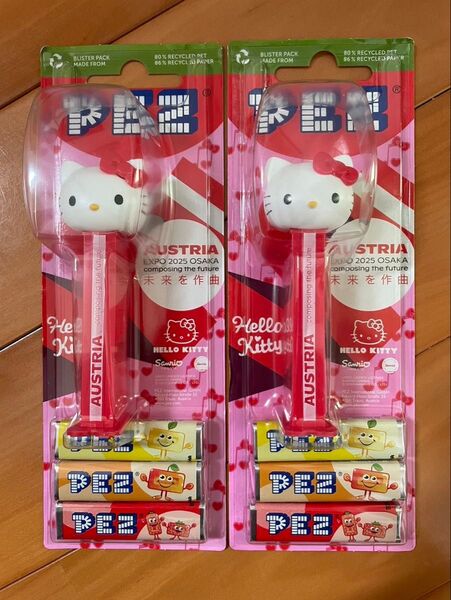 BLISTER PACK
MADE FROM
80% RECYCLED PET
86% RECYCLED PAPER
PEZ
AUSTRIA
EXPO 2025 OSAKA
composing the future
未来を作曲
AUSTRIA composing the future
Hello
Kitty
HELLO KITTY
Sanrio
PEZ
PEZ
PEZ
BLISTER PACK
MADE FROM
80% RECYCLED PET
86% RECYCLED PAPER
PEZ
AUSTRIA
EXPO 2025 OSAKA
composing the future
未来を作曲
AUSTRIA composing the future
Hello
Kitty
HELLO KITTY
Sanrio
PEZ
PEZ
PEZ